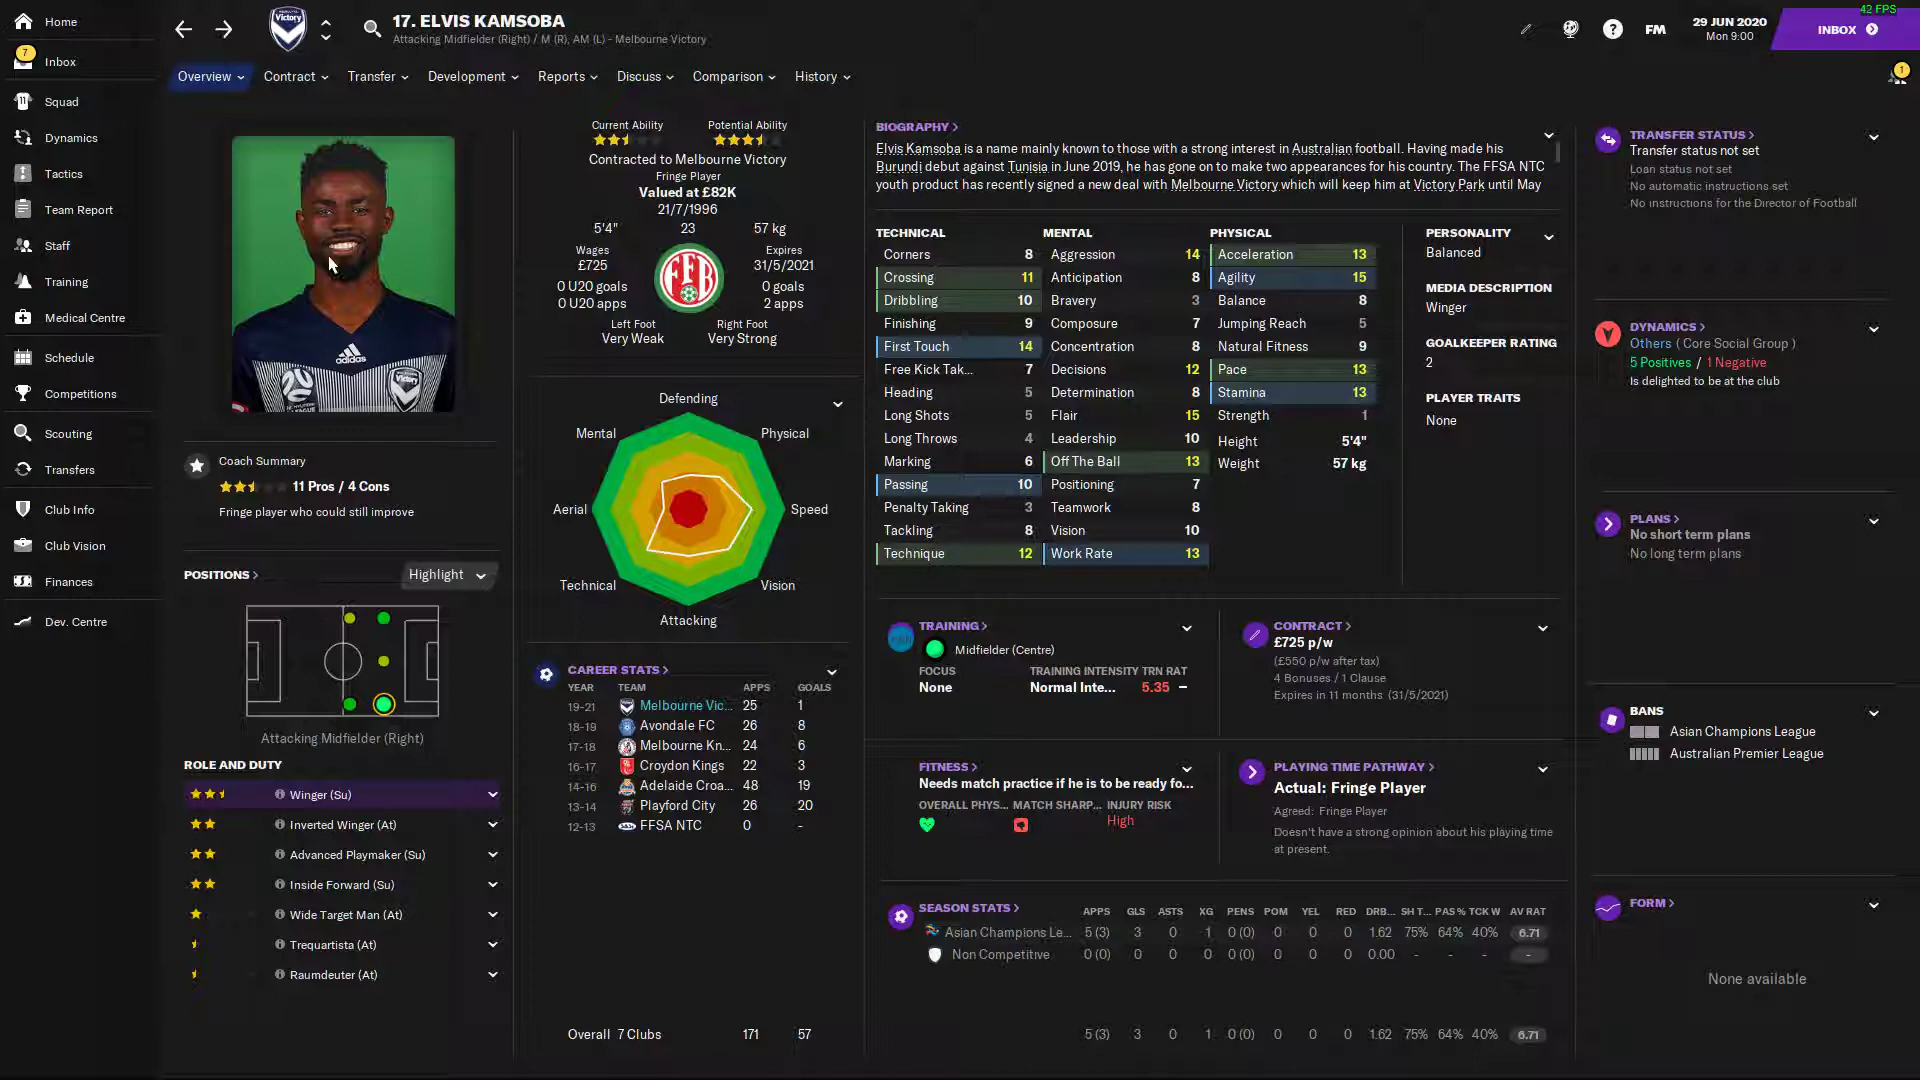 42 FPS
Home
17. ELVIS KAMSOBA
Attacking Midfielder (Right) / M (R), AM (L) - Melbourne Victory
FM
29 JUN 2020
Mon 9:00
INBOX
7
Inbox
Overview
Contract
Transfer
Development
Reports
Discuss
Comparison
History
1
Squad
Dynamics
Tactics
Team Report
Staff
Training
Medical Centre
Schedule
Competitions
Scouting
Transfers
Club Info
Club Vision
Finances
Dev. Centre
Coach Summary
11 Pros / 4 Cons
Fringe player who could still improve
POSITIONS
Highlight
Attacking Midfielder (Right)
ROLE AND DUTY
Winger (Su)
Inverted Winger (At)
Advanced Playmaker (Su)
Inside Forward (Su)
Wide Target Man (At)
Trequartista (At)
Raumdeuter (At)
Current Ability
Potential Ability
Contracted to Melbourne Victory
Fringe Player
Valued at £82K
21/7/1996
5'4" 23 57 kg
Wages
£725
Expires
31/5/2021
0 U20 goals
0 U20 apps
0 goals
2 apps
Left Foot
Very Weak
Right Foot
Very Strong
Defending
Mental
Physical
Aerial
Speed
Technical
Vision
Attacking
CAREER STATS
YEAR TEAM APPS GOALS
19-21 Melbourne Vic... 25 1
18-19 Avondale FC 26 8
17-18 Melbourne Kn... 24 6
16-17 Croydon Kings 22 3
14-16 Adelaide Croa... 48 19
13-14 Playford City 26 20
12-13 FFSA NTC 0 -
Overall 7 Clubs 171 57
BIOGRAPHY
Elvis Kamsoba is a name mainly known to those with a strong interest in Australian football. Having made his
Burundi debut against Tunisia in June 2019, he has gone on to make two appearances for his country. The FFSA NTC
youth product has recently signed a new deal with Melbourne Victory which will keep him at Victory Park until May
TECHNICAL
Corners 8
Crossing 11
Dribbling 10
Finishing 9
First Touch 14
Free Kick Tak... 7
Heading 5
Long Shots 5
Long Throws 4
Marking 6
Passing 10
Penalty Taking 3
Tackling 8
Technique 12
MENTAL
Aggression 14
Anticipation 8
Bravery 3
Composure 7
Concentration 8
Decisions 12
Determination 8
Flair 15
Leadership 10
Off The Ball 13
Positioning 7
Teamwork 8
Vision 10
Work Rate 13
PHYSICAL
Acceleration 13
Agility 15
Balance 8
Jumping Reach 5
Natural Fitness 9
Pace 13
Stamina 13
Strength 1
Height 5'4"
Weight 57 kg
PERSONALITY
Balanced
MEDIA DESCRIPTION
Winger
GOALKEEPER RATING
2
PLAYER TRAITS
None
TRAINING
Midfielder (Centre)
FOCUS TRAINING INTENSITY TRN RAT
None Normal Inte... 5.35 –
CONTRACT
£725 p/w
(£550 p/w after tax)
4 Bonuses / 1 Clause
Expires in 11 months (31/5/2021)
FITNESS
Needs match practice if he is to be ready fo...
OVERALL PHYS... MATCH SHARP... INJURY RISK
High
PLAYING TIME PATHWAY
Actual: Fringe Player
Agreed: Fringe Player
Doesn't have a strong opinion about his playing time
at present.
SEASON STATS
APPS GLS ASTS XG PENS POM YEL RED DRB... SH T... PAS % TCK W AV RAT
Asian Champions Le... 5 (3) 3 0 1 0 (0) 0 0 0 1.62 75% 64% 40% 6.71
Non Competitive 0 (0) 0 0 0 0 (0) 0 0 0 0.00 - - - -
5 (3) 3 0 1 0 (0) 0 0 0 1.62 75% 64% 40% 6.71
TRANSFER STATUS
Transfer status not set
Loan status not set
No automatic instructions set
No instructions for the Director of Football
DYNAMICS
Others ( Core Social Group )
5 Positives / 1 Negative
Is delighted to be at the club
PLANS
No short term plans
No long term plans
BANS
Asian Champions League
Australian Premier League
FORM
None available
adidas
Victory
FFB